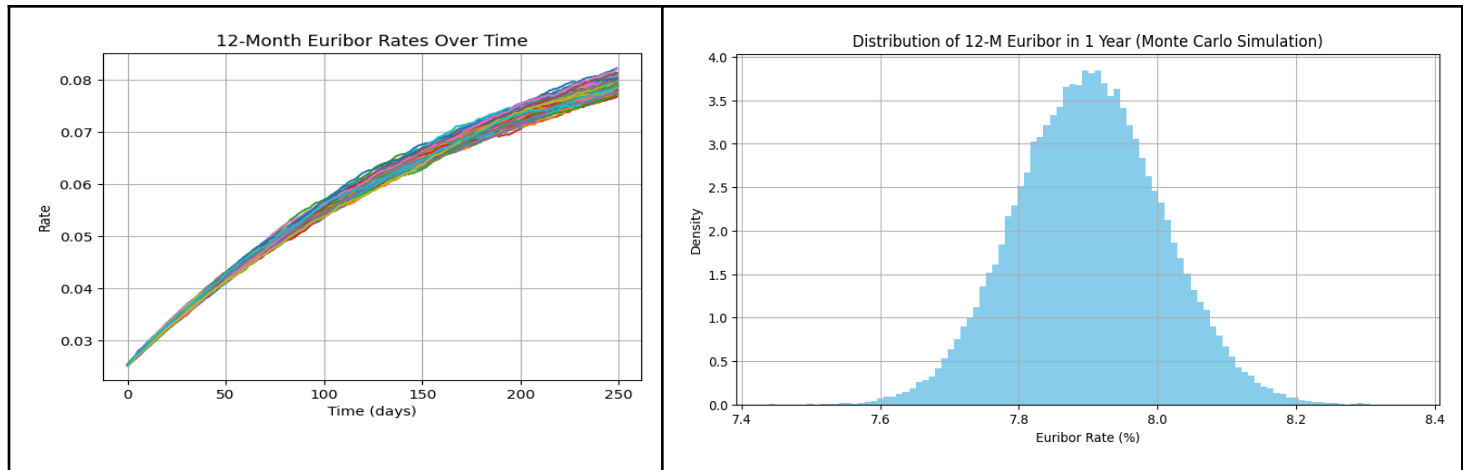 12-Month Euribor Rates Over Time
0.08
0.07
0.06
0.05
0.04
0.03
Rate
0 50 100 150 200 250
Time (days)
Distribution of 12-M Euribor in 1 Year (Monte Carlo Simulation)
4.0
3.5
3.0
2.5
2.0
1.5
1.0
0.5
0.0
Density
7.4 7.6 7.8 8.0 8.2 8.4
Euribor Rate (%)